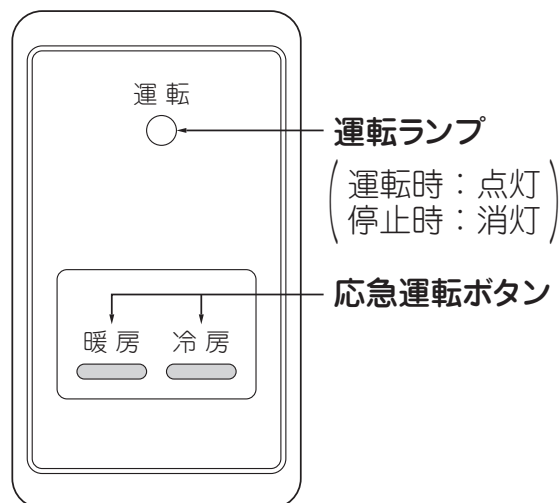 運転
運転ランプ
運転時：点灯
停止時：消灯
応急運転ボタン
暖房 冷房